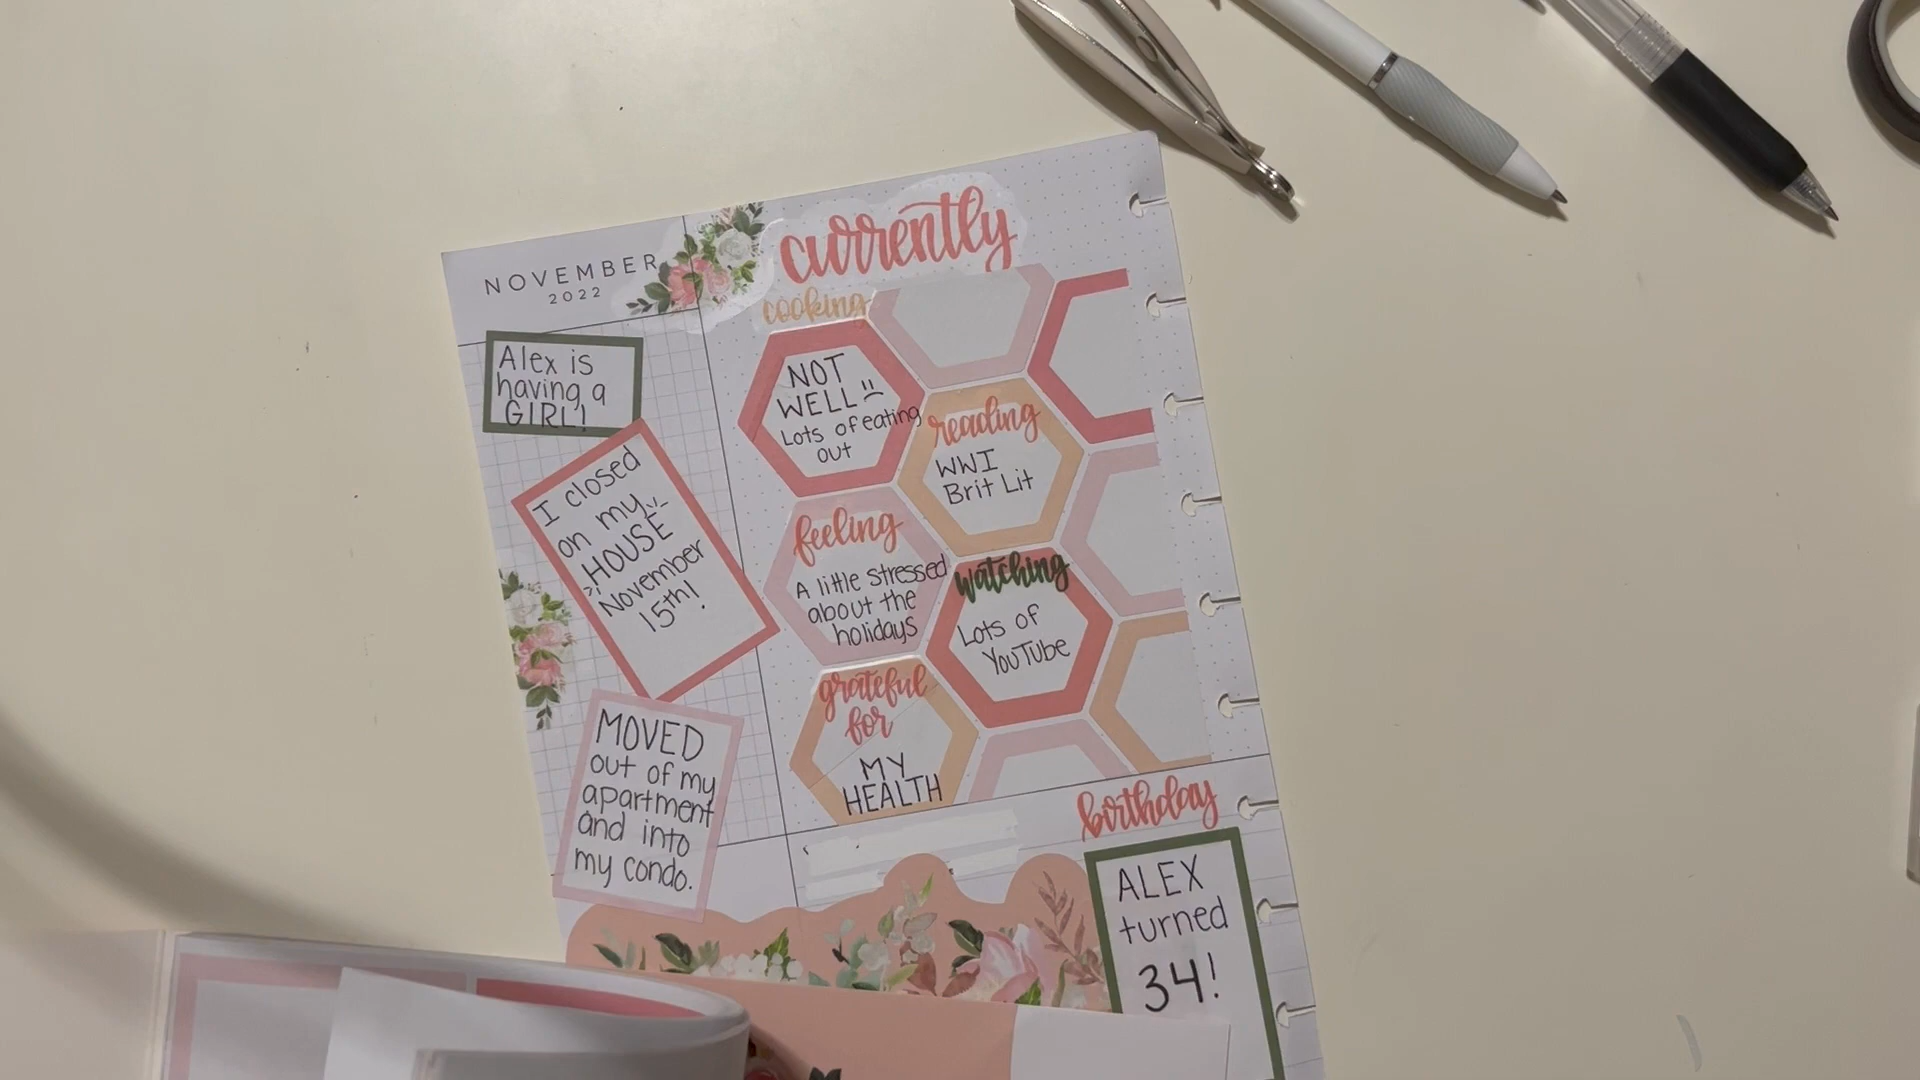 NOVEMBER
2022
currently
Alex is
having a
GIRL!
I closed
on my
HOUSE
November
15th!
MOVED
out of my
apartment
and into
my condo.
cooking
NOT
WELL
Lots of eating
out
reading
WWI
Brit Lit
feeling
A little stressed
about the
holidays
watching
Lots of
YouTube
grateful
for
MY
HEALTH
birthday
ALEX
turned
34!